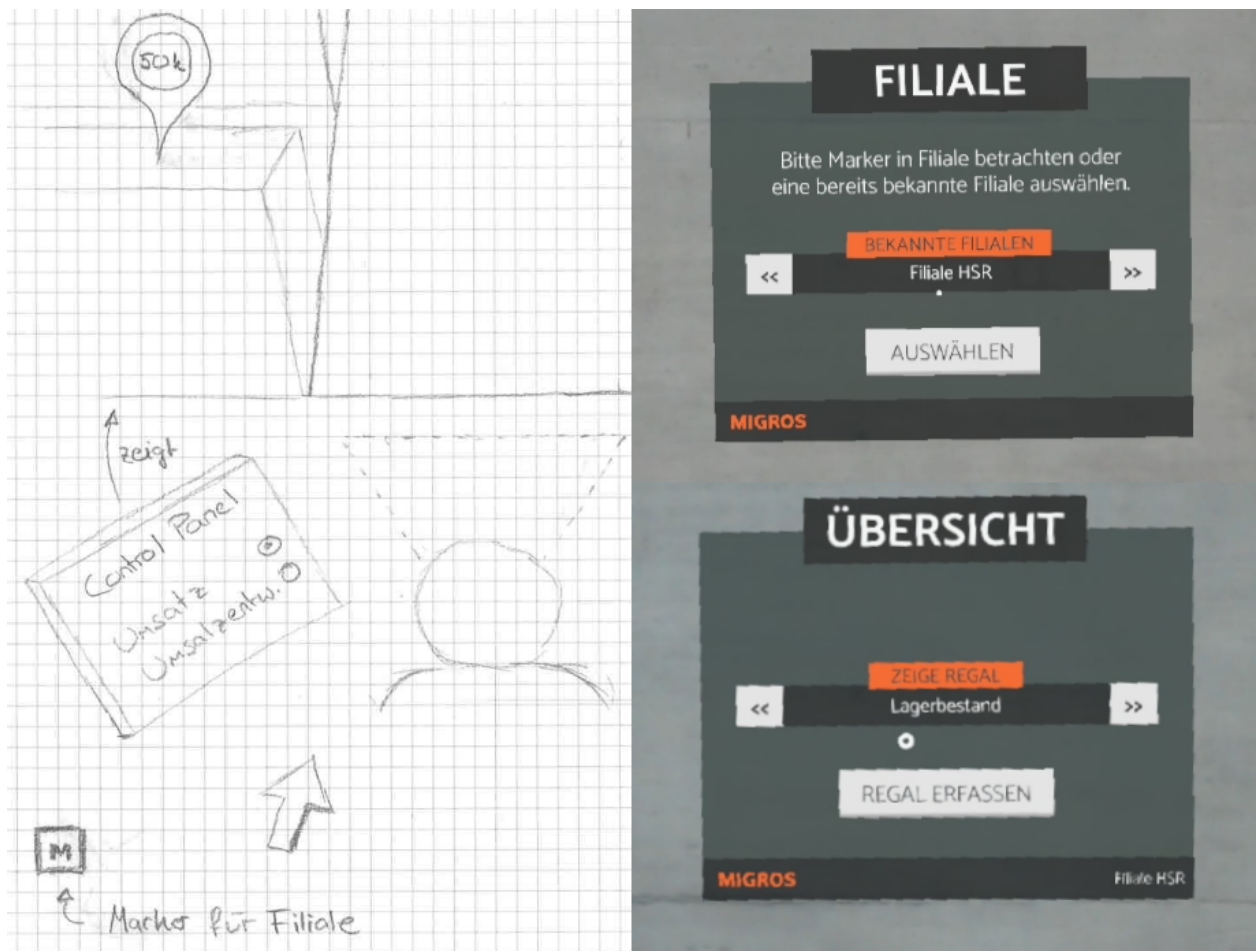 50k
zeigt
Control Panel
Umsatz
Umsatzentw.
M
Marker für Filiale
FILIALE
Bitte Marker in Filiale betrachten oder
eine bereits bekannte Filiale auswählen.
BEKANNTE FILIALEN
<< Filiale HSR >>
AUSWÄHLEN
MIGROS
ÜBERSICHT
ZEIGE REGAL
<< Lagerbestand >>
REGAL ERFASSEN
MIGROS Filiale HSR